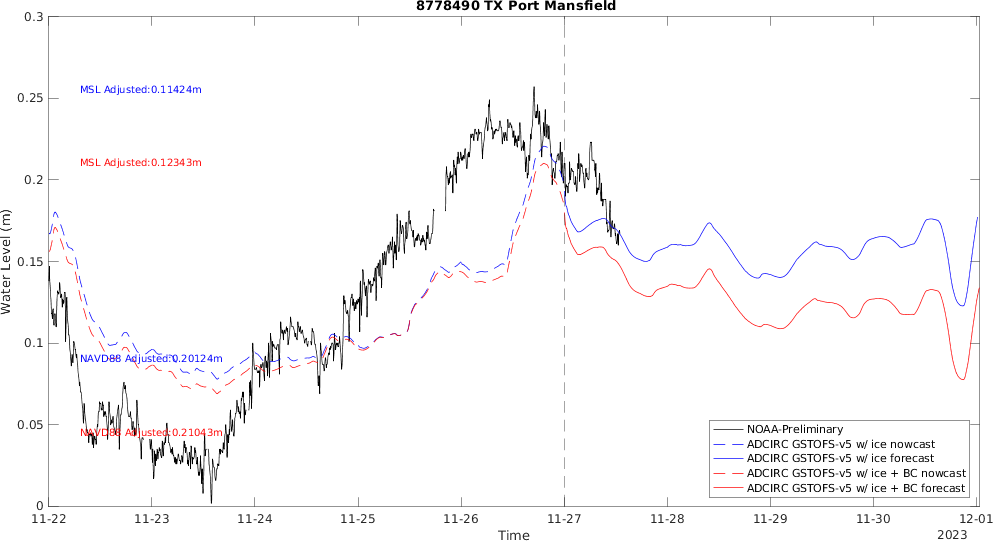 8778490 TX Port Mansfield
0.3
0.25
0.2
0.15
0.1
0.05
0
Water Level (m)
MSL Adjusted:0.11424m
MSL Adjusted:0.12343m
NAVD88 Adjusted:0.20124m
NAVD88 Adjusted:0.21043m
NOAA-Preliminary
ADCIRC GSTOFS-v5 w/ ice nowcast
ADCIRC GSTOFS-v5 w/ ice forecast
ADCIRC GSTOFS-v5 w/ ice + BC nowcast
ADCIRC GSTOFS-v5 w/ ice + BC forecast
11-22 11-23 11-24 11-25 11-26 11-27 11-28 11-29 11-30 12-01
Time
2023